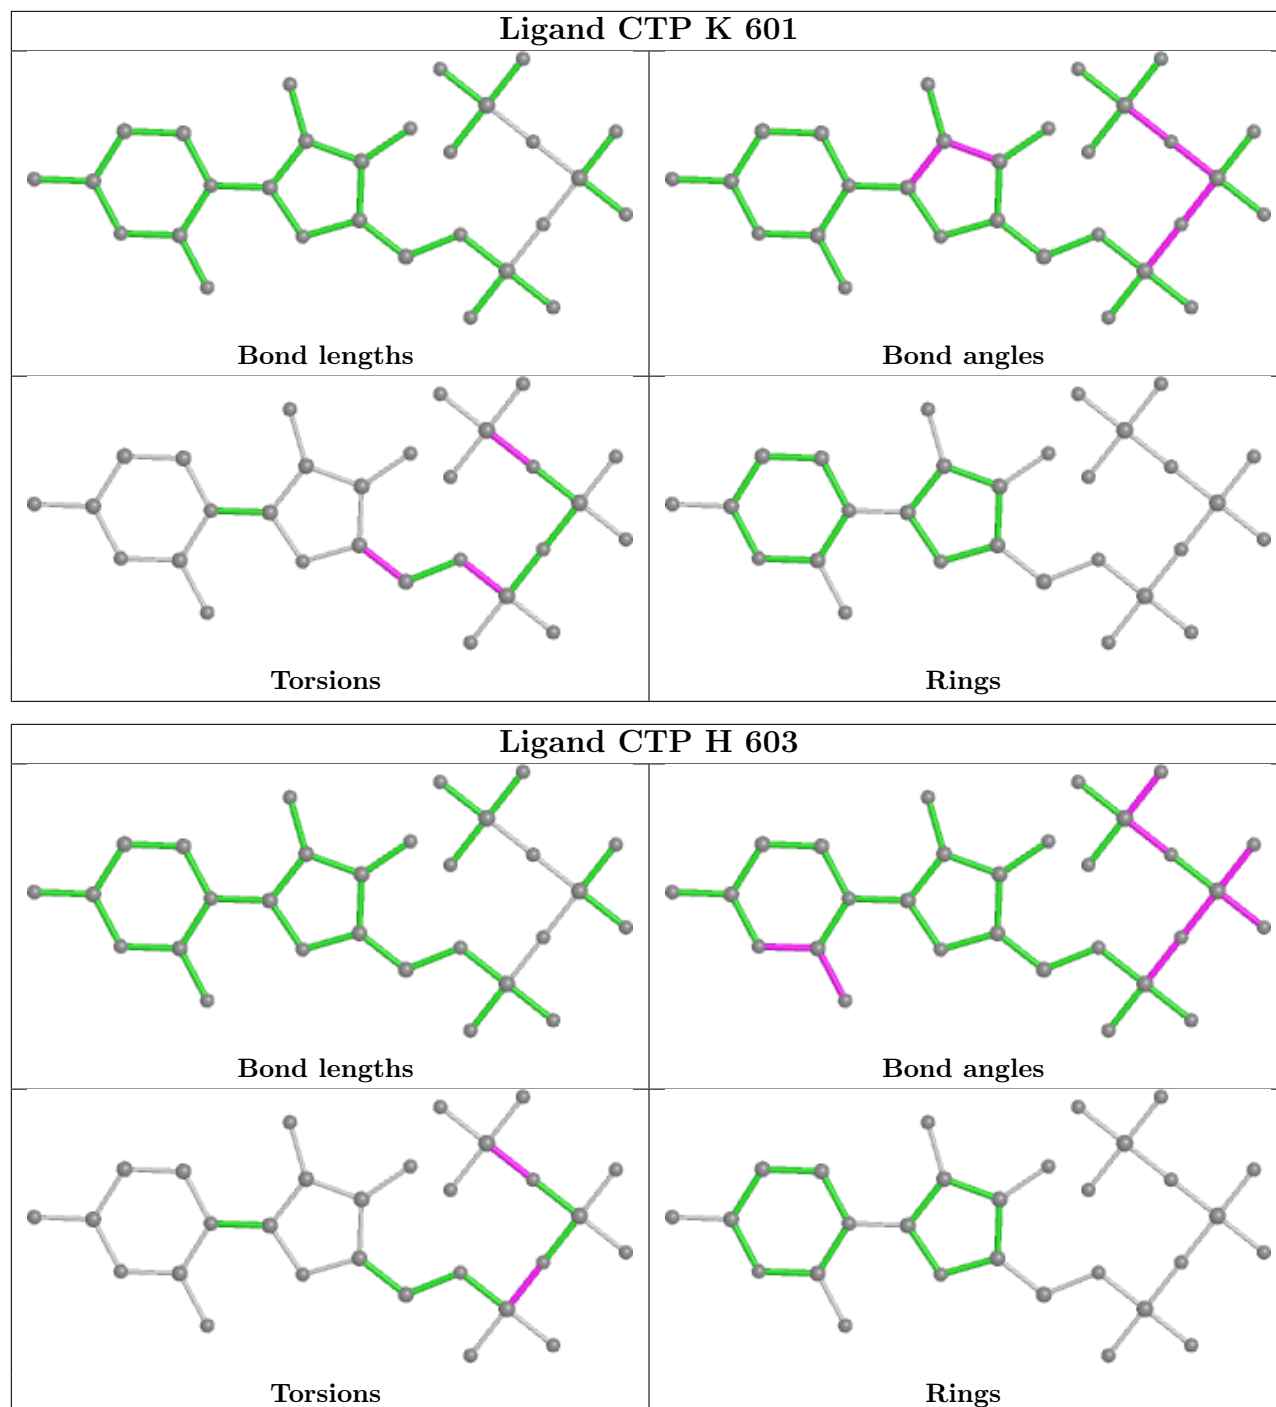 Ligand CTP K 601
Bond lengths
Bond angles
Torsions
Rings
Ligand CTP H 603
Bond lengths
Bond angles
Torsions
Rings